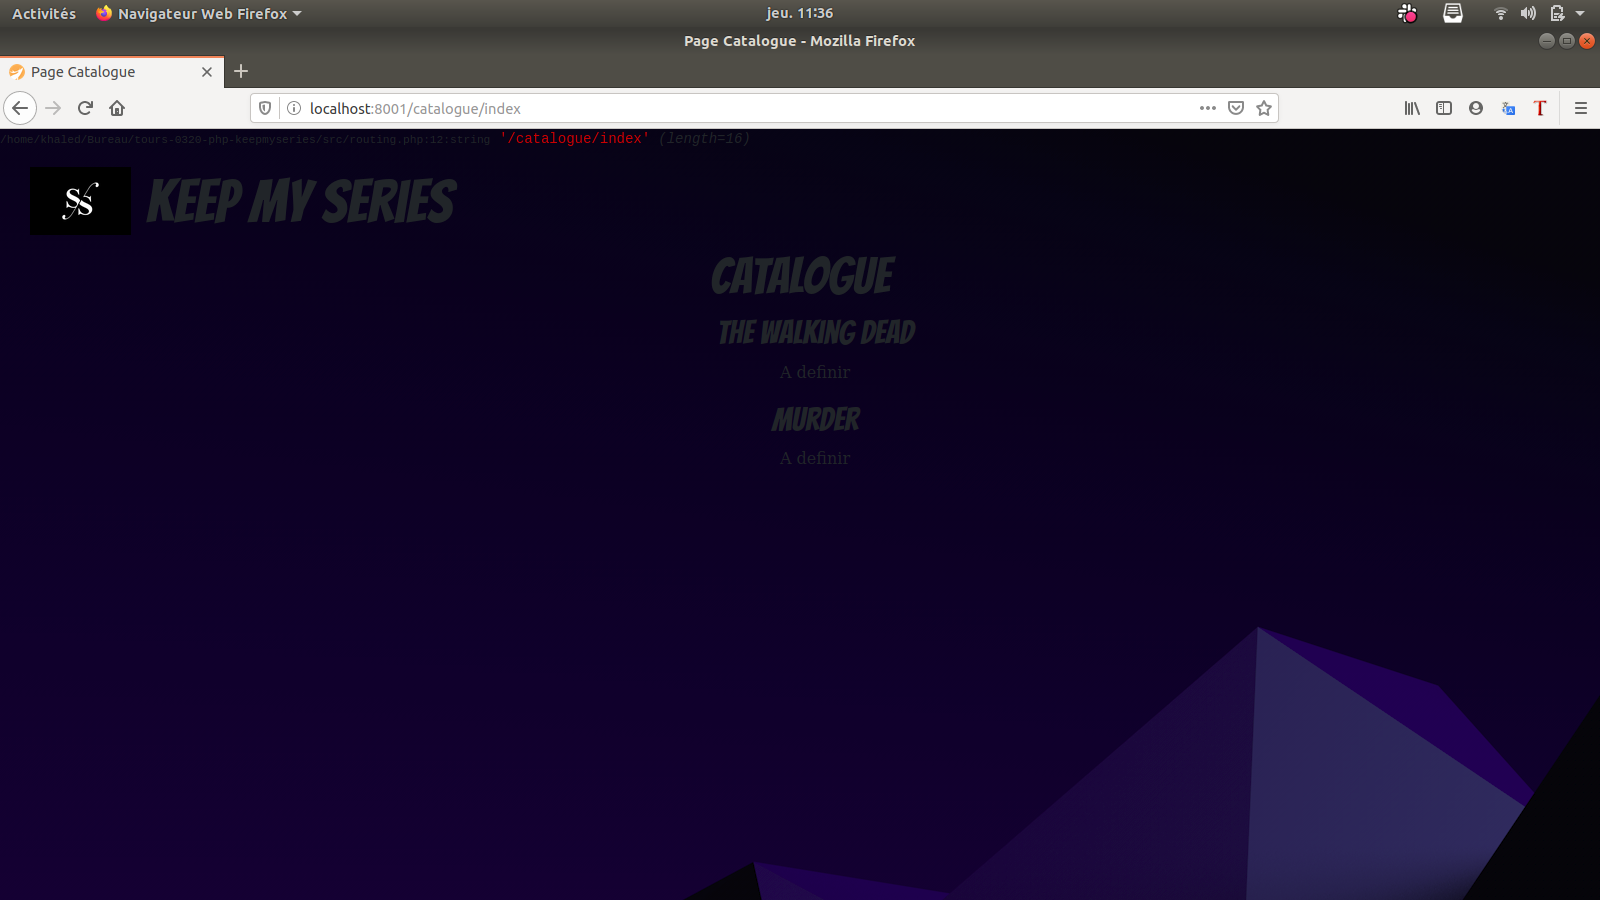 Activités Navigateur Web Firefox jeu. 11:36
Page Catalogue - Mozilla Firefox
Page Catalogue
localhost:8001/catalogue/index
/home/khaled/Bureau/tours-0320-php-keepmyseries/src/routing.php:12:string '/catalogue/index' (length=16)
KEEP MY SERIES
CATALOGUE
THE WALKING DEAD
A definir
MURDER
A definir